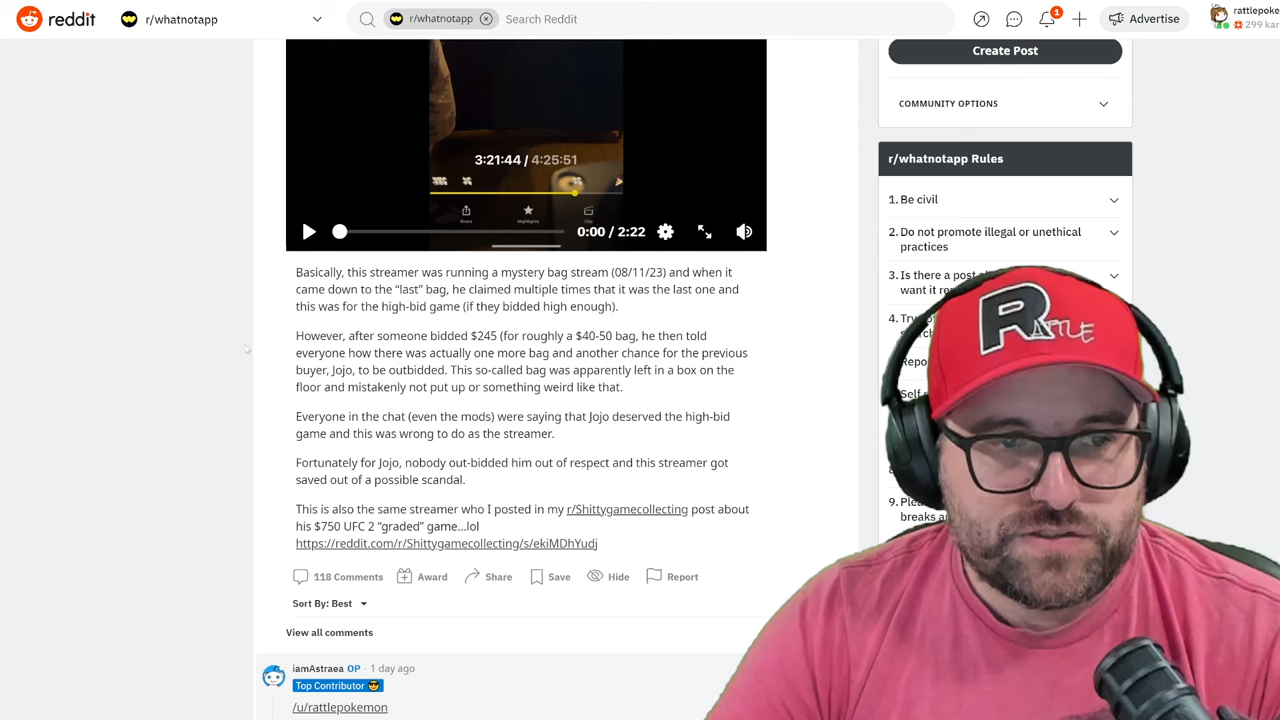 reddit
r/whatnotapp
r/whatnotapp
Search Reddit
1
Advertise
rattlepoke
299 kar
Create Post
COMMUNITY OPTIONS
r/whatnotapp Rules
1. Be civil
2. Do not promote illegal or unethical
practices
3. Is there a post
want it re
4. Try
Repor
Self
9. Ple
breaks a
3:21:44 / 4:25:51
Share
Highlights
Clip
0:00 / 2:22
Basically, this streamer was running a mystery bag stream (08/11/23) and when it
came down to the “last” bag, he claimed multiple times that it was the last one and
this was for the high-bid game (if they bidded high enough).
However, after someone bidded $245 (for roughly a $40-50 bag, he then told
everyone how there was actually one more bag and another chance for the previous
buyer, Jojo, to be outbidded. This so-called bag was apparently left in a box on the
floor and mistakenly not put up or something weird like that.
Everyone in the chat (even the mods) were saying that Jojo deserved the high-bid
game and this was wrong to do as the streamer.
Fortunately for Jojo, nobody out-bidded him out of respect and this streamer got
saved out of a possible scandal.
This is also the same streamer who I posted in my r/Shittygamecollecting post about
his $750 UFC 2 “graded” game...lol
https://reddit.com/r/Shittygamecollecting/s/ekiMDhYudj
118 Comments
Award
Share
Save
Hide
Report
Sort By: Best
View all comments
iamAstraea OP · 1 day ago
Top Contributor
/u/rattlepokemon
RATTLE